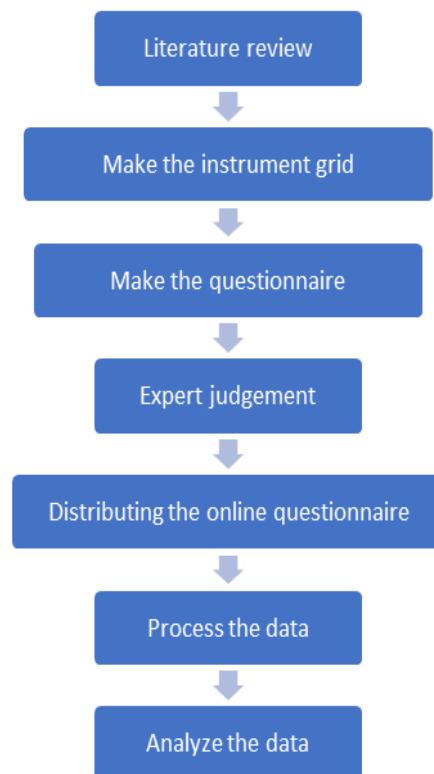 Literature review
Make the instrument grid
Make the questionnaire
Expert judgement
Distributing the online questionnaire
Process the data
Analyze the data